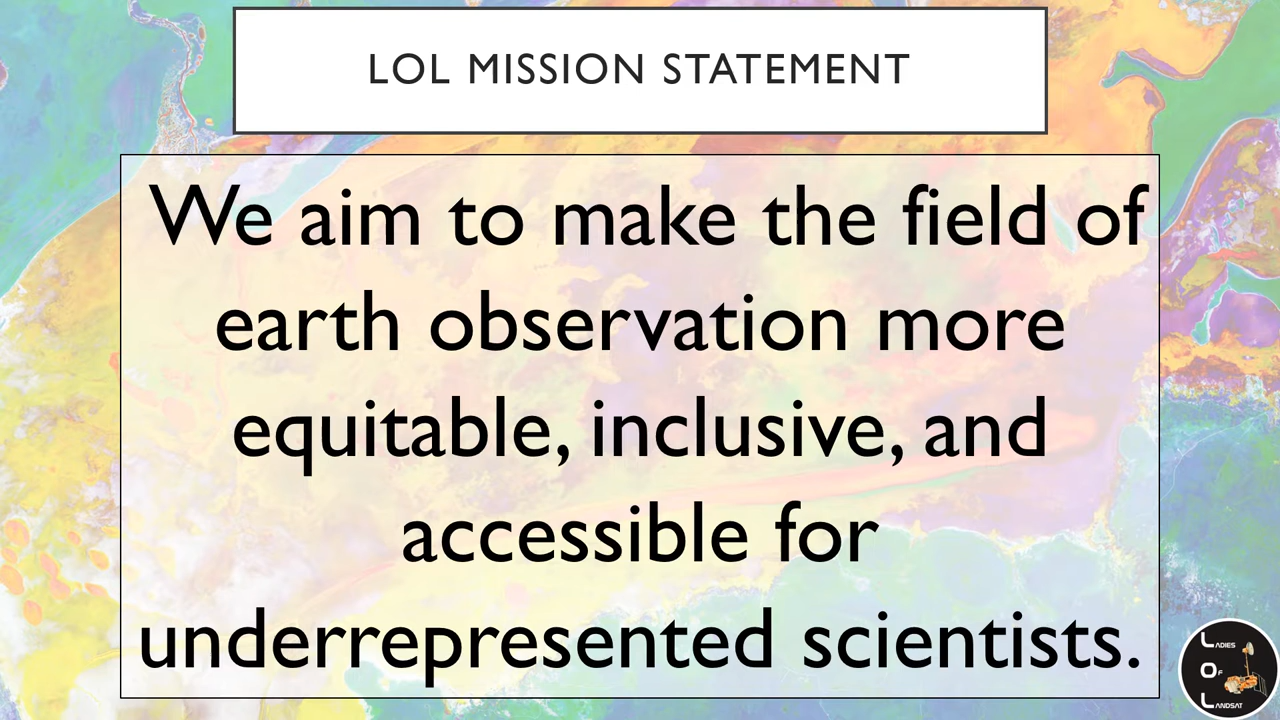 LOL MISSION STATEMENT
We aim to make the field of
earth observation more
equitable, inclusive, and
accessible for
underrepresented scientists.
LADIES
OF
LANDSAT